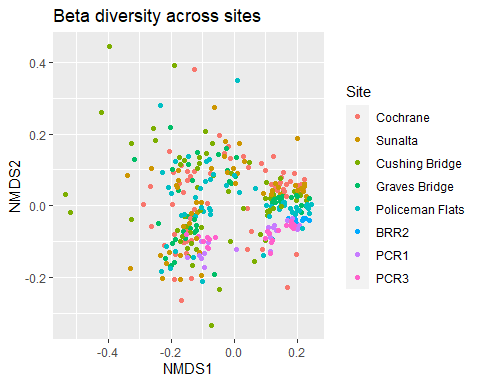 Beta diversity across sites
0.4
0.2
0.0
-0.2
NMDS2
-0.4
-0.2
0.0
0.2
NMDS1
Site
Cochrane
Sunalta
Cushing Bridge
Graves Bridge
Policeman Flats
BRR2
PCR1
PCR3